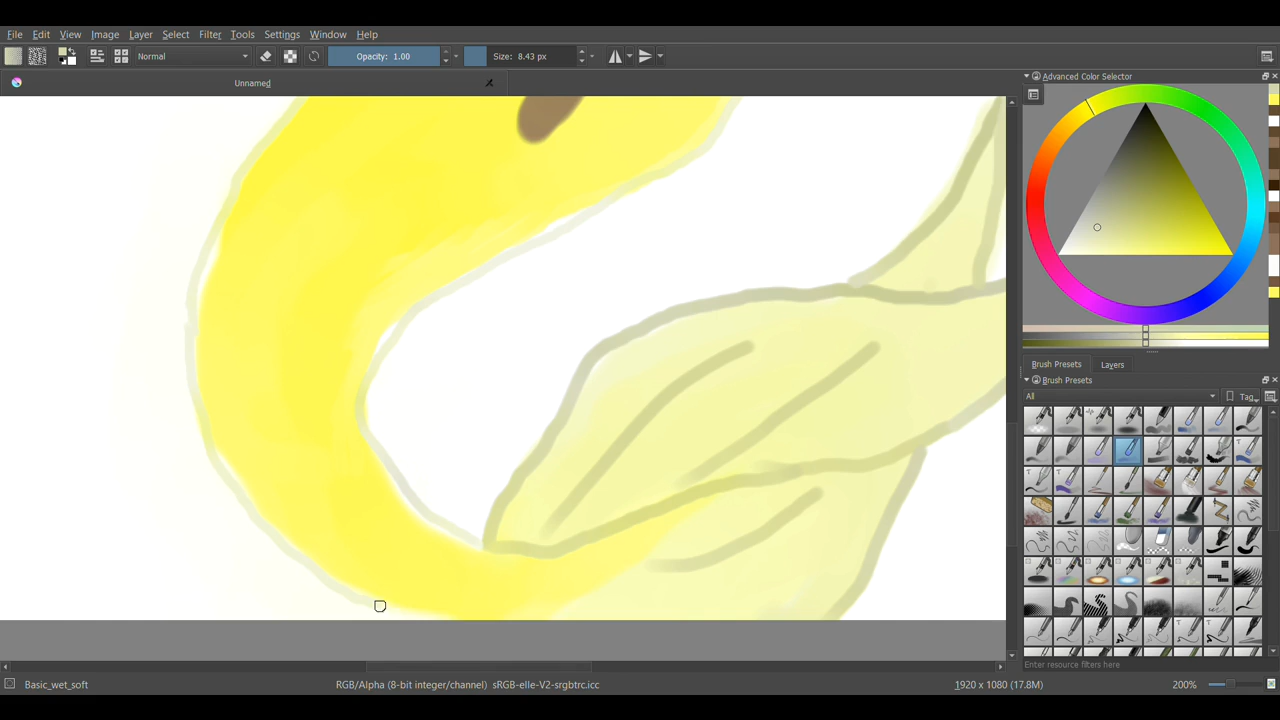 File Edit View Image Layer Select Filter Tools Settings Window Help
Normal Opacity: 1.00 Size: 8.43 px
Unnamed
Advanced Color Selector
Brush Presets Layers
Brush Presets
All Tag
Enter resource filters here
Basic_wet_soft RGB/Alpha (8-bit integer/channel) sRGB-elle-V2-srgbtrc.icc 1920 x 1080 (17.8M) 200%